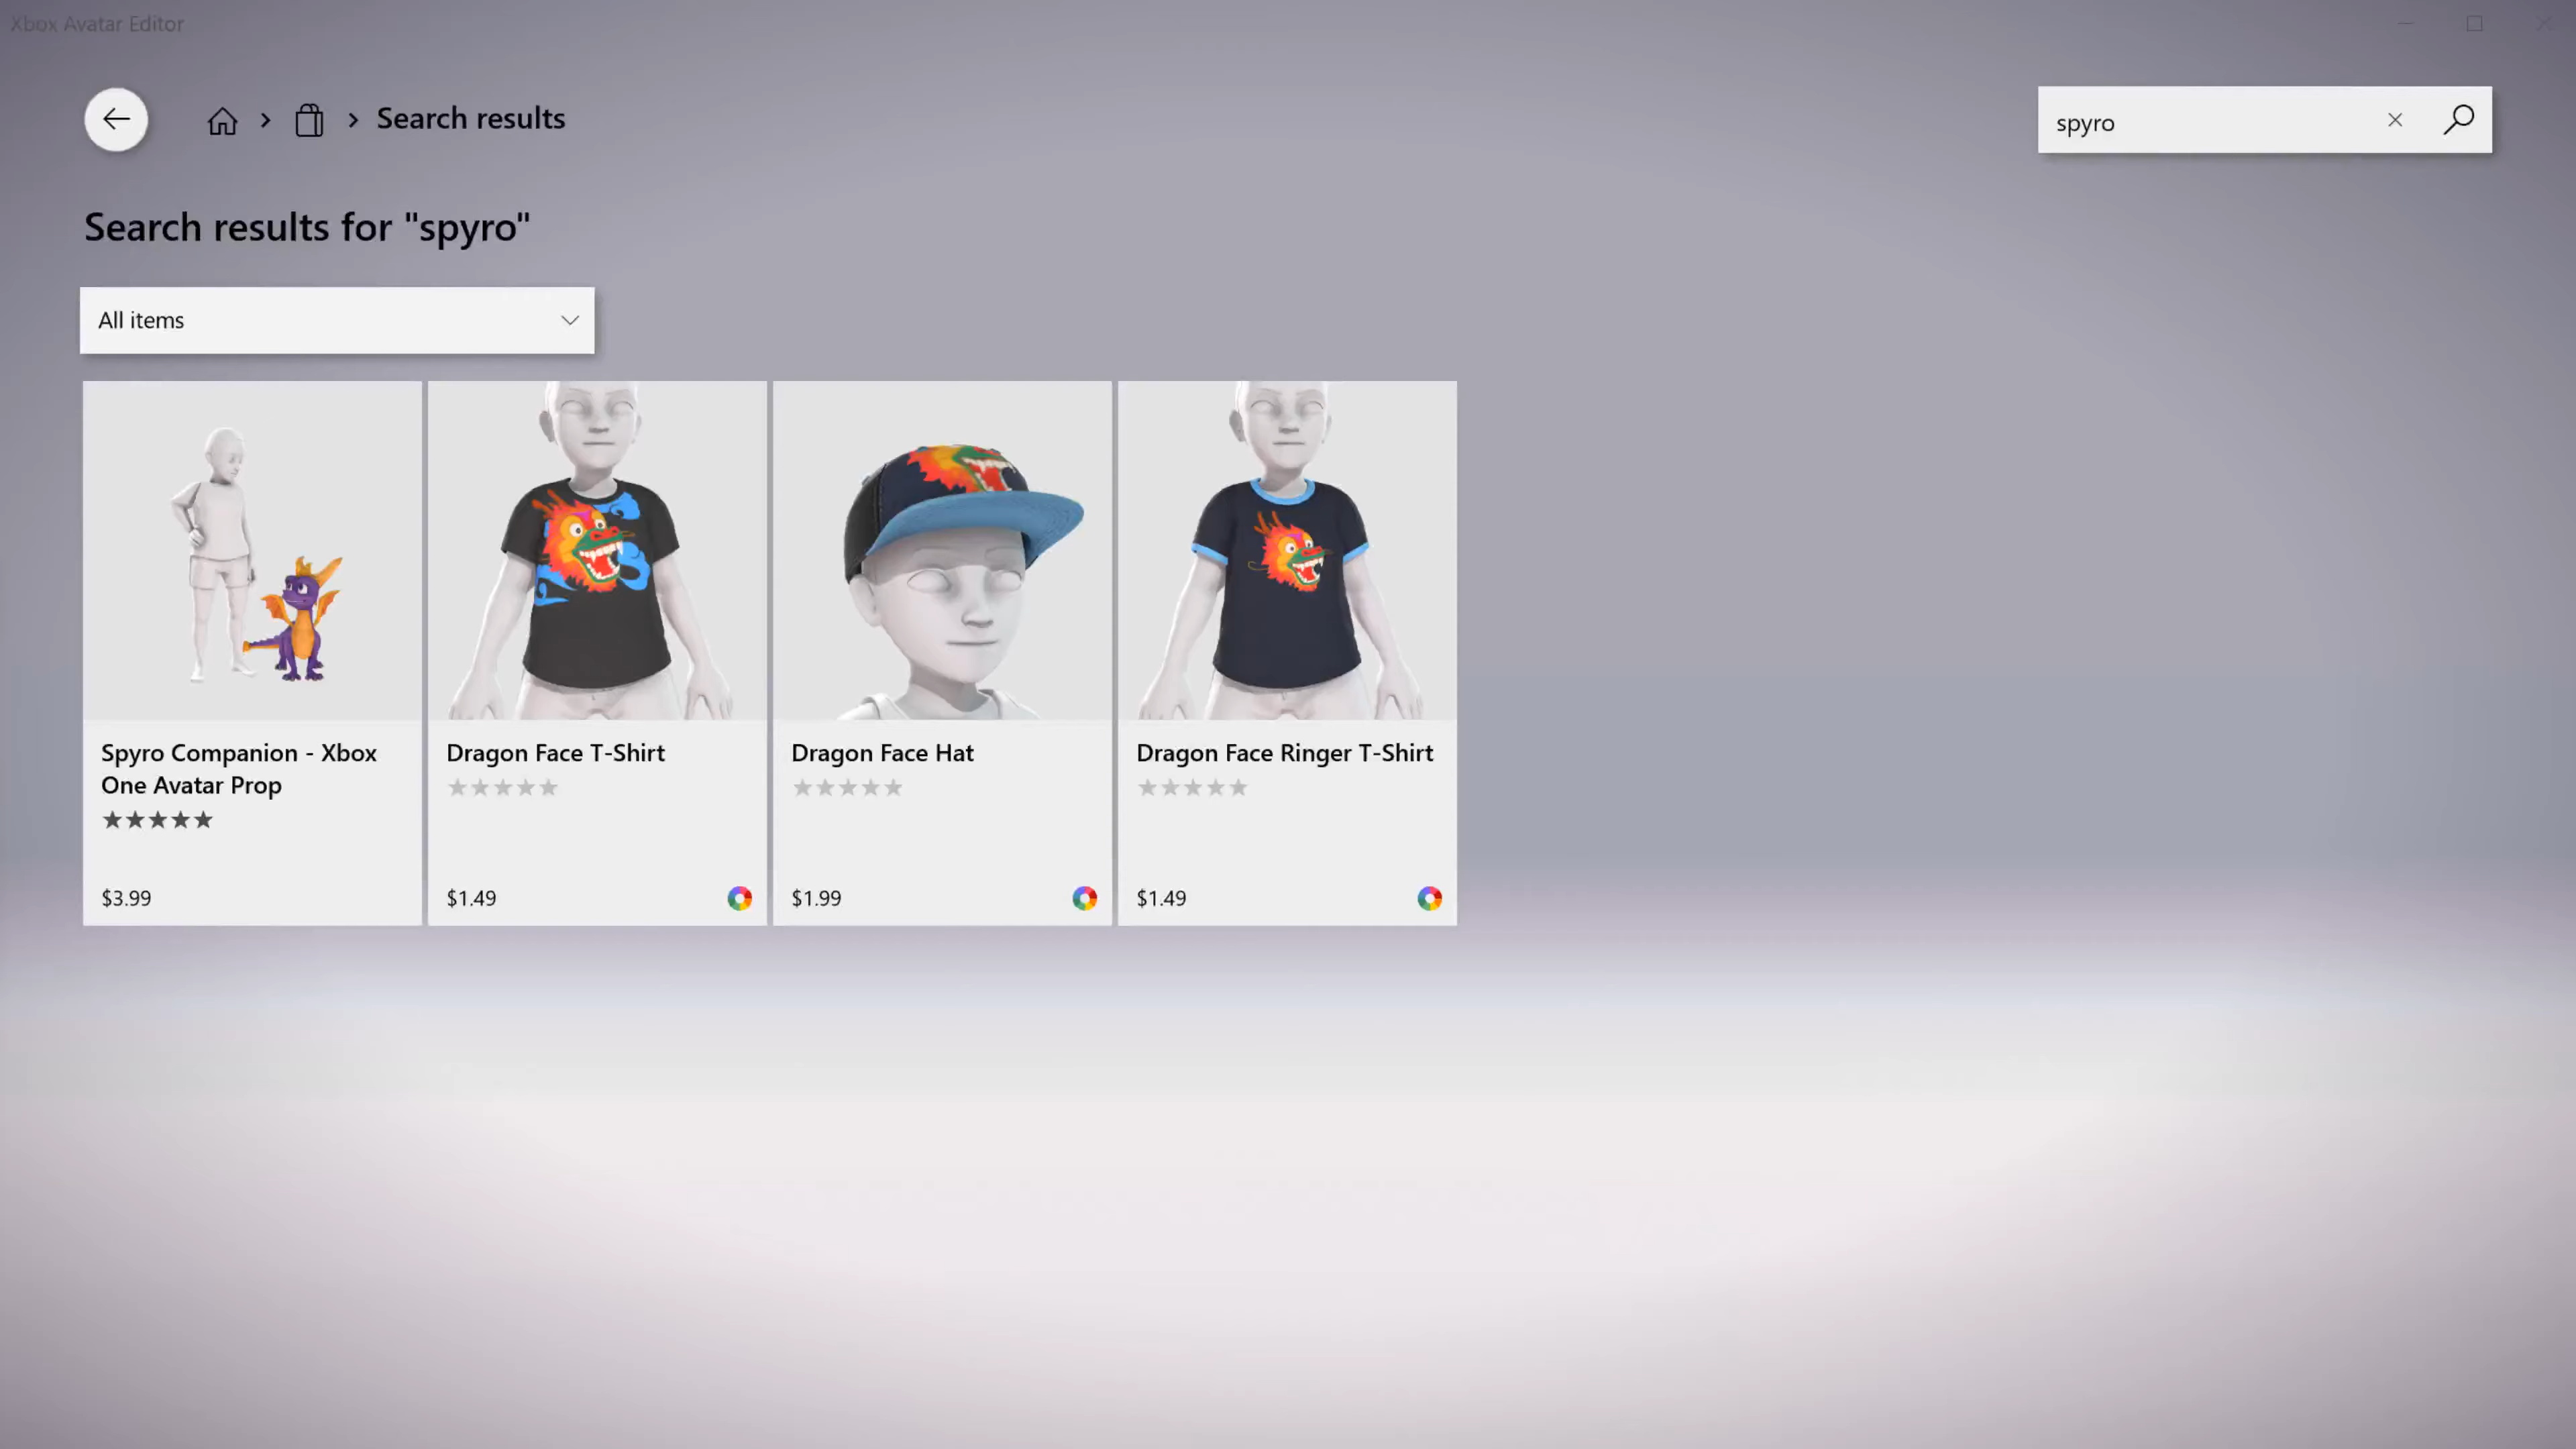 Xbox Avatar Editor
Search results
spyro
Search results for "spyro"
All items
Spyro Companion - Xbox
One Avatar Prop
$3.99
Dragon Face T-Shirt
$1.49
Dragon Face Hat
$1.99
Dragon Face Ringer T-Shirt
$1.49